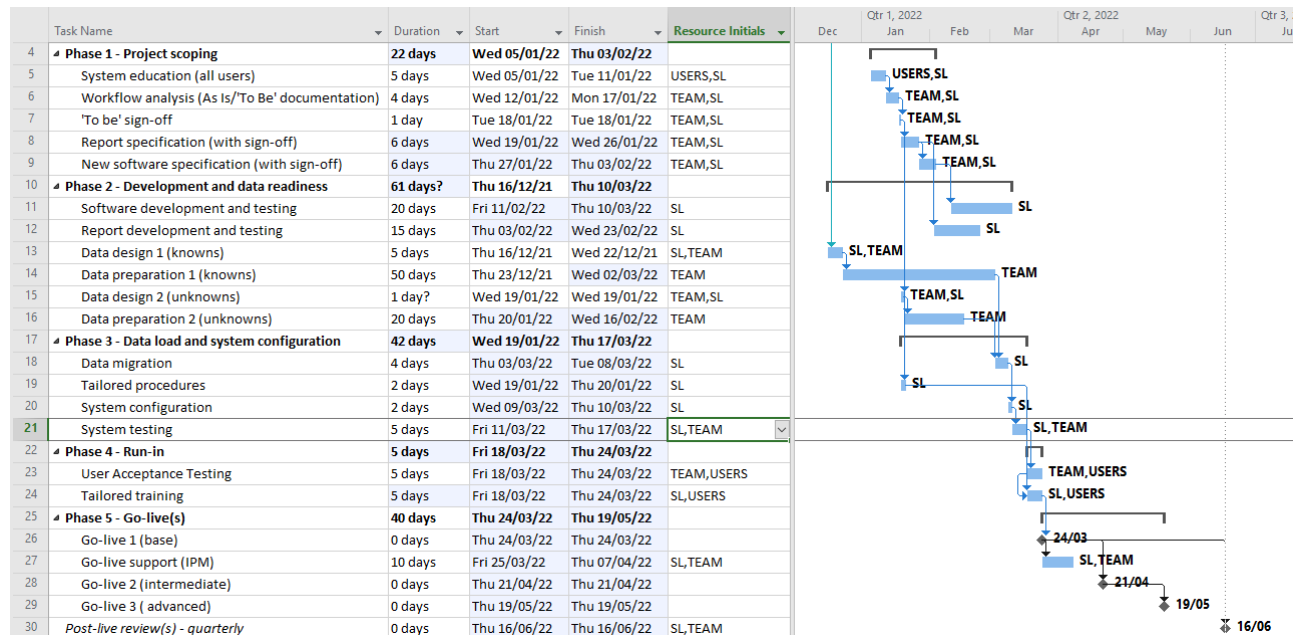 Qtr 1, 2022 Qtr 2, 2022 Qtr 3,
Task Name Duration Start Finish Resource Initials Dec Jan Feb Mar Apr May Jun Ju
4 Phase 1 - Project scoping 22 days Wed 05/01/22 Thu 03/02/22
5 System education (all users) 5 days Wed 05/01/22 Tue 11/01/22 USERS,SL USERS,SL
6 Workflow analysis (As Is/'To Be' documentation) 4 days Wed 12/01/22 Mon 17/01/22 TEAM,SL TEAM,SL
7 'To be' sign-off 1 day Tue 18/01/22 Tue 18/01/22 TEAM,SL TEAM,SL
8 Report specification (with sign-off) 6 days Wed 19/01/22 Wed 26/01/22 TEAM,SL TEAM,SL
9 New software specification (with sign-off) 6 days Thu 27/01/22 Thu 03/02/22 TEAM,SL TEAM,SL
10 Phase 2 - Development and data readiness 61 days? Thu 16/12/21 Thu 10/03/22
11 Software development and testing 20 days Fri 11/02/22 Thu 10/03/22 SL SL
12 Report development and testing 15 days Thu 03/02/22 Wed 23/02/22 SL SL
13 Data design 1 (knowns) 5 days Thu 16/12/21 Wed 22/12/21 SL,TEAM SL,TEAM
14 Data preparation 1 (knowns) 50 days Thu 23/12/21 Wed 02/03/22 TEAM TEAM
15 Data design 2 (unknowns) 1 day? Wed 19/01/22 Wed 19/01/22 TEAM,SL TEAM,SL
16 Data preparation 2 (unknowns) 20 days Thu 20/01/22 Wed 16/02/22 TEAM TEAM
17 Phase 3 - Data load and system configuration 42 days Wed 19/01/22 Thu 17/03/22
18 Data migration 4 days Thu 03/03/22 Tue 08/03/22 SL SL
19 Tailored procedures 2 days Wed 19/01/22 Thu 20/01/22 SL SL
20 System configuration 2 days Wed 09/03/22 Thu 10/03/22 SL SL
21 System testing 5 days Fri 11/03/22 Thu 17/03/22 SL,TEAM SL,TEAM
22 Phase 4 - Run-in 5 days Fri 18/03/22 Thu 24/03/22
23 User Acceptance Testing 5 days Fri 18/03/22 Thu 24/03/22 TEAM,USERS TEAM,USERS
24 Tailored training 5 days Fri 18/03/22 Thu 24/03/22 SL,USERS SL,USERS
25 Phase 5 - Go-live(s) 40 days Thu 24/03/22 Thu 19/05/22
26 Go-live 1 (base) 0 days Thu 24/03/22 Thu 24/03/22 24/03
27 Go-live support (IPM) 10 days Fri 25/03/22 Thu 07/04/22 SL,TEAM SL,TEAM
28 Go-live 2 (intermediate) 0 days Thu 21/04/22 Thu 21/04/22 21/04
29 Go-live 3 ( advanced) 0 days Thu 19/05/22 Thu 19/05/22 19/05
30 Post-live review(s) - quarterly 0 days Thu 16/06/22 Thu 16/06/22 SL,TEAM 16/06